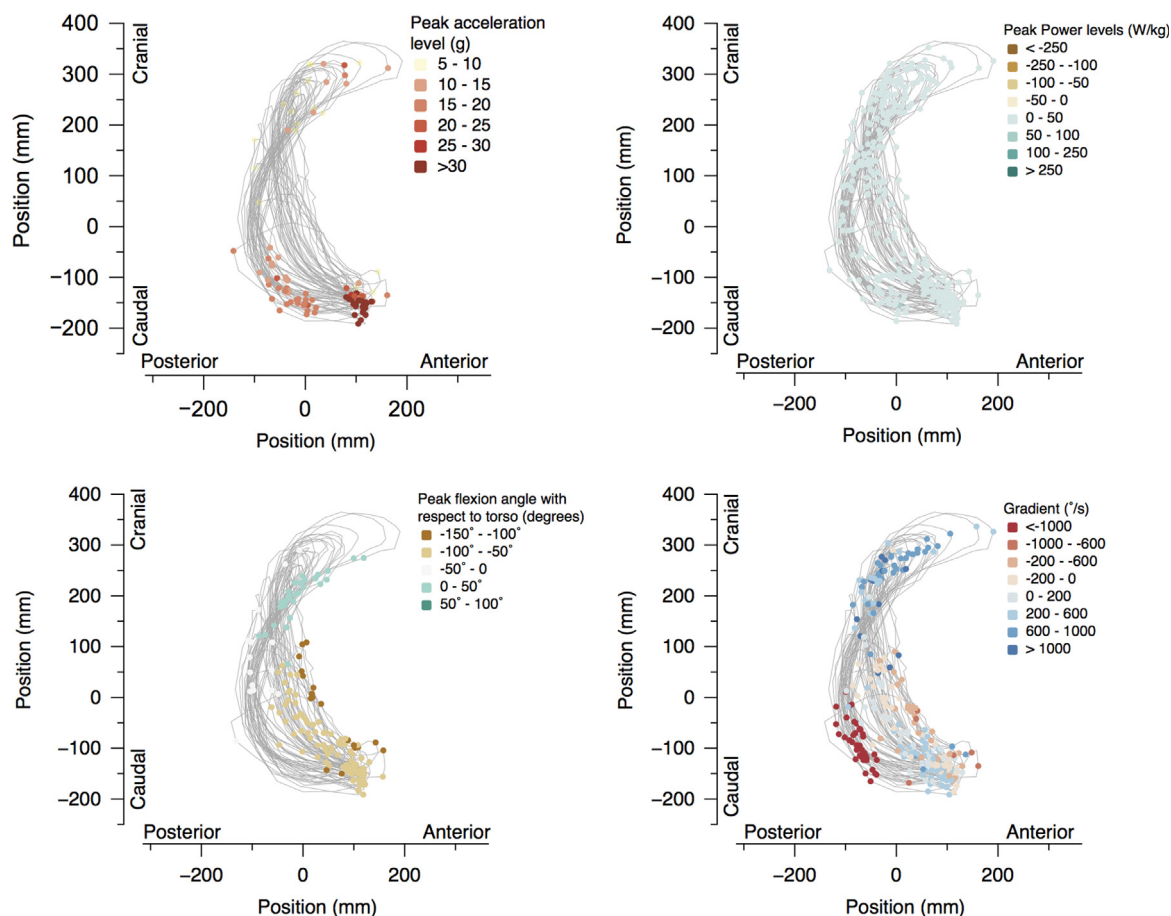 Peak acceleration
level (g)
5 - 10
10 - 15
15 - 20
20 - 25
25 - 30
>30
400
300
200
100
0
−100
−200
Position (mm)
Cranial
Caudal
Posterior
Anterior
−200
0
200
Position (mm)
Peak Power levels (W/kg)
< -250
-250 - -100
-100 - -50
-50 - 0
0 - 50
50 - 100
100 - 250
> 250
400
300
200
100
0
−100
−200
Position (mm)
Cranial
Caudal
Posterior
Anterior
−200
0
200
Position (mm)
Peak flexion angle with
respect to torso (degrees)
-150˚ - -100˚
-100˚ - -50˚
-50˚ - 0
0 - 50˚
50˚ - 100˚
400
300
200
100
0
−100
−200
Position (mm)
Cranial
Caudal
Posterior
Anterior
−200
0
200
Position (mm)
Gradient (˚/s)
<-1000
-1000 - -600
-200 - -600
-200 - 0
0 - 200
200 - 600
600 - 1000
> 1000
400
300
200
100
0
−100
−200
Position (mm)
Cranial
Caudal
Posterior
Anterior
−200
0
200
Position (mm)